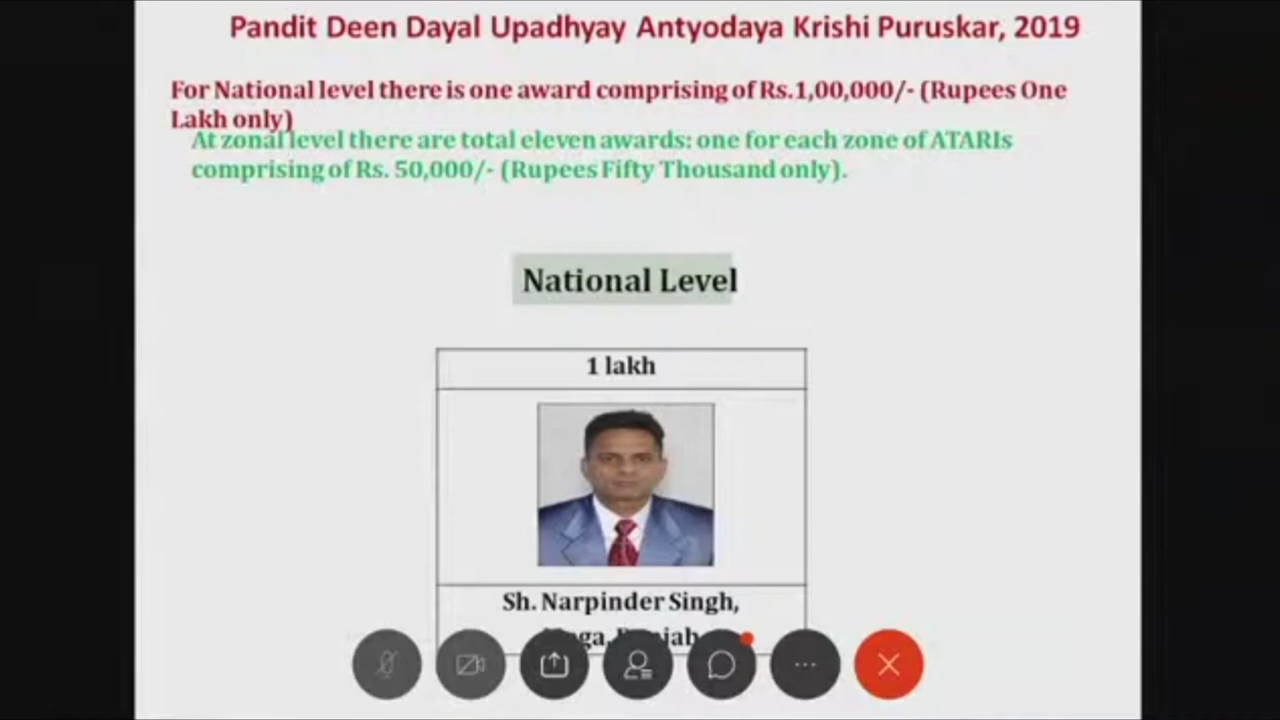 Pandit Deen Dayal Upadhyay Antyodaya Krishi Puruskar, 2019
For National level there is one award comprising of Rs.1,00,000/- (Rupees One
Lakh only)
At zonal level there are total eleven awards: one for each zone of ATARIs
comprising of Rs. 50,000/- (Rupees Fifty Thousand only).
National Level
1 lakh
Sh. Narpinder Singh,